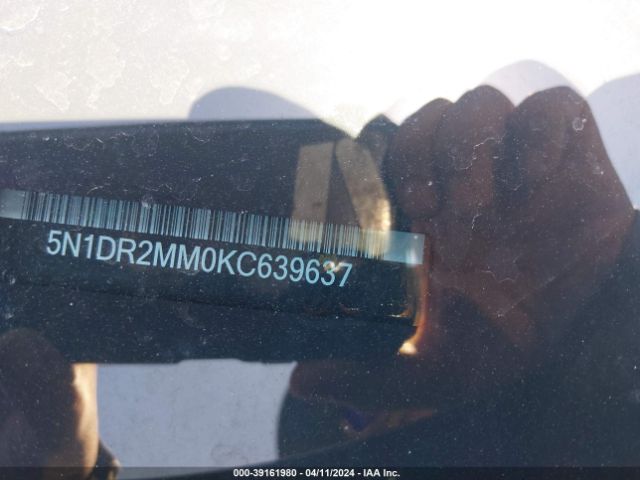 5N1DR2MM0KC639637
000-39161980 - 04/11/2024 - IAA Inc.